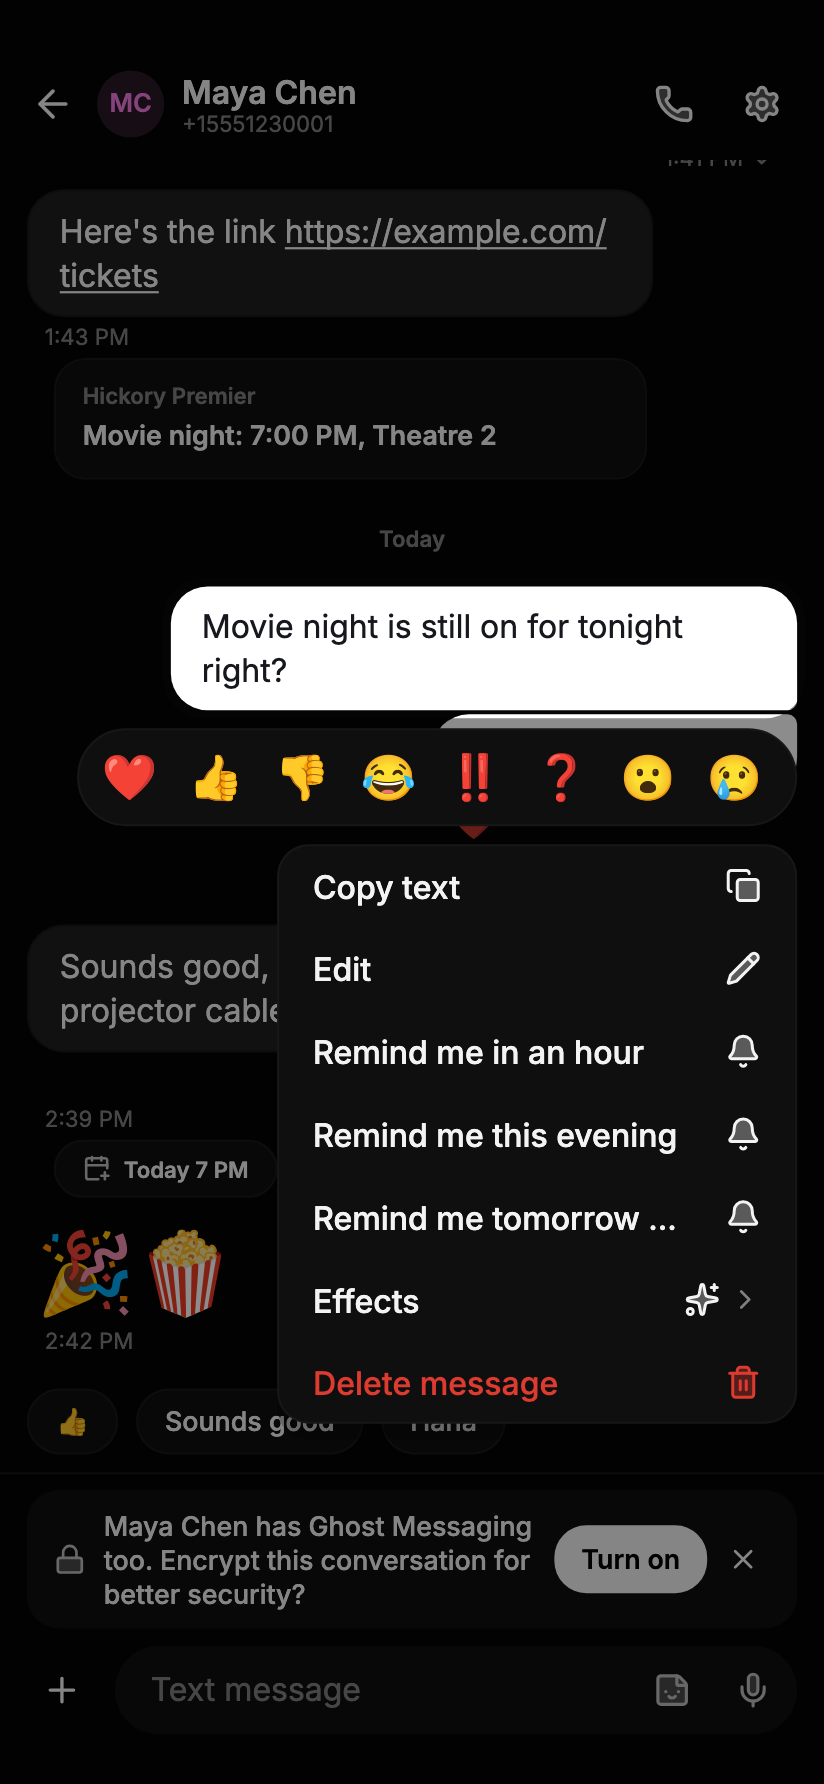 MC
Maya Chen
+15551230001
Here's the link https://example.com/
tickets
1:43 PM
Hickory Premier
Movie night: 7:00 PM, Theatre 2
Today
Movie night is still on for tonight
right?
Copy text
Edit
Sounds good,
projector cable
Remind me in an hour
Remind me this evening
2:39 PM
Today 7 PM
Remind me tomorrow ...
Effects
2:42 PM
Delete message
Sounds good
Haha
Maya Chen has Ghost Messaging
too. Encrypt this conversation for
better security?
Turn on
Text message